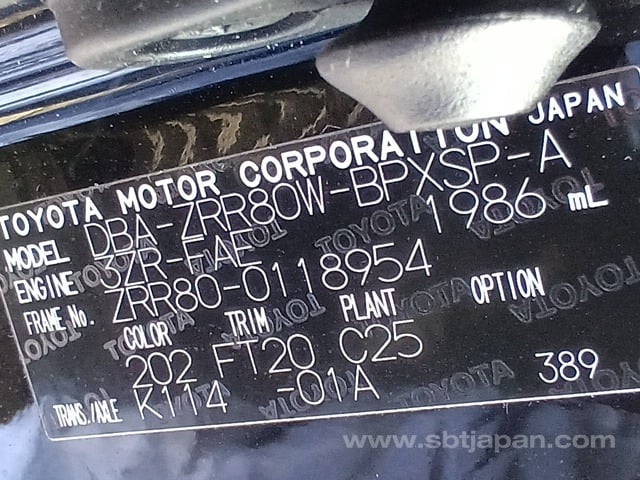 TOYOTA MOTOR CORPORATION JAPAN
MODEL DBA-ZRR80W-BPXSP-A
ENGINE 3ZR-FAE 1986 mL
FRAME No. ZRR80-0118954
COLOR TRIM PLANT OPTION
202 FT20 C25
TRANS./AXLE K114 -01A 389
www.sbtjapan.com